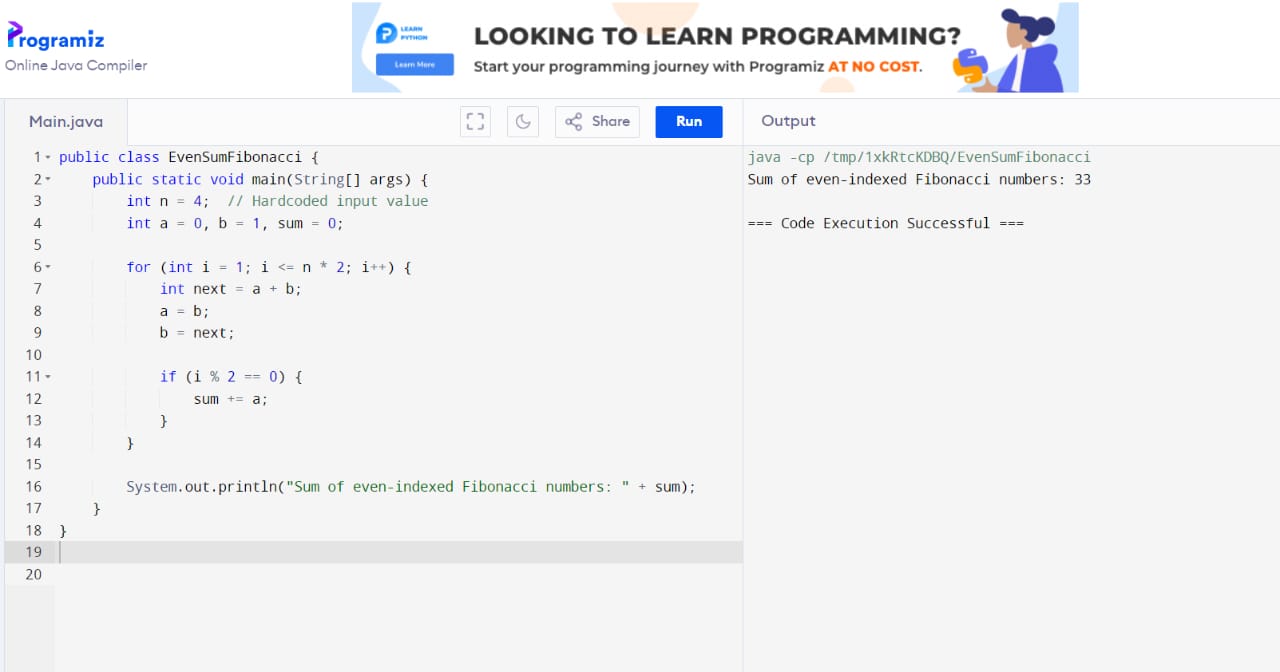 Programiz
Online Java Compiler
LEARN
PYTHON
Learn More
LOOKING TO LEARN PROGRAMMING?
Start your programming journey with Programiz AT NO COST.
Main.java
Share
Run
Output
1 public class EvenSumFibonacci {
2     public static void main(String[] args) {
3         int n = 4;  // Hardcoded input value
4         int a = 0, b = 1, sum = 0;
5
6         for (int i = 1; i <= n * 2; i++) {
7             int next = a + b;
8             a = b;
9             b = next;
10
11             if (i % 2 == 0) {
12                 sum += a;
13             }
14         }
15
16         System.out.println("Sum of even-indexed Fibonacci numbers: " + sum);
17     }
18 }
19
20
java -cp /tmp/1xkRtcKDBQ/EvenSumFibonacci
Sum of even-indexed Fibonacci numbers: 33
=== Code Execution Successful ===